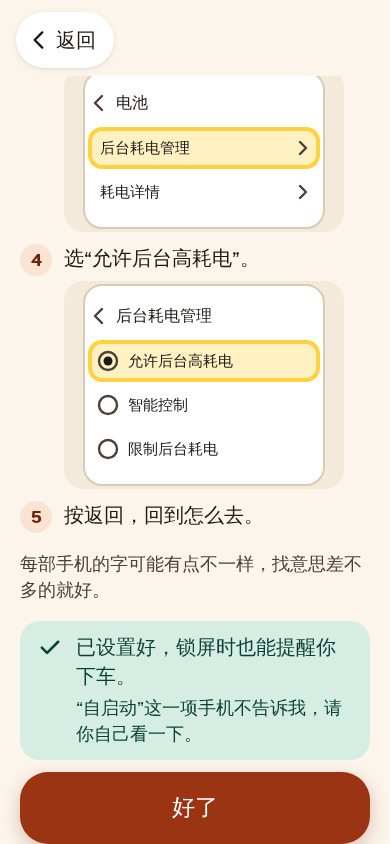 返回
电池
后台耗电管理
耗电详情
4 选“允许后台高耗电”。
后台耗电管理
允许后台高耗电
智能控制
限制后台耗电
5 按返回，回到怎么去。
每部手机的字可能有点不一样，找意思差不
多的就好。
已设置好，锁屏时也能提醒你
下车。
“自启动”这一项手机不告诉我，请
你自己看一下。
好了